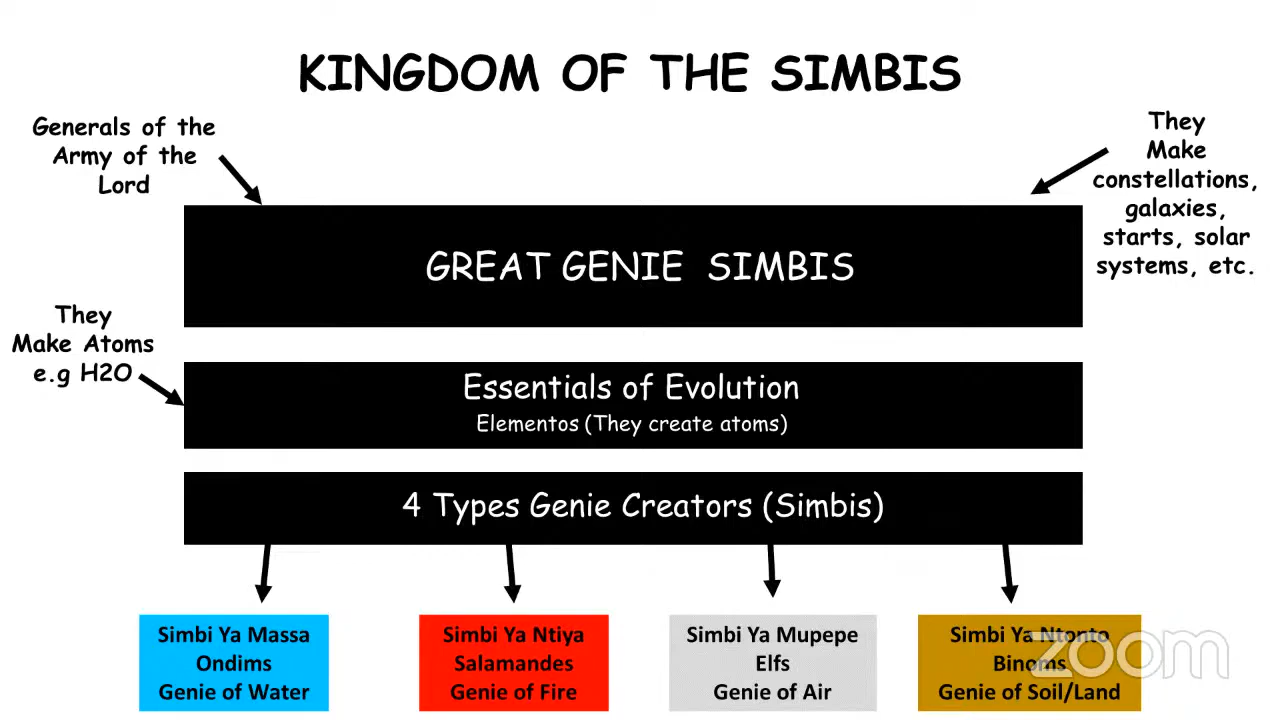 KINGDOM OF THE SIMBIS
Generals of the
Army of the
Lord
They
Make
constellations,
galaxies,
starts, solar
systems, etc.
GREAT GENIE SIMBIS
They
Make Atoms
e.g H2O
Essentials of Evolution
Elementos (They create atoms)
4 Types Genie Creators (Simbis)
Simbi Ya Massa
Ondims
Genie of Water
Simbi Ya Ntiya
Salamandes
Genie of Fire
Simbi Ya Mupepe
Elfs
Genie of Air
Simbi Ya Ntonto
Binoms
Genie of Soil/Land
zoom